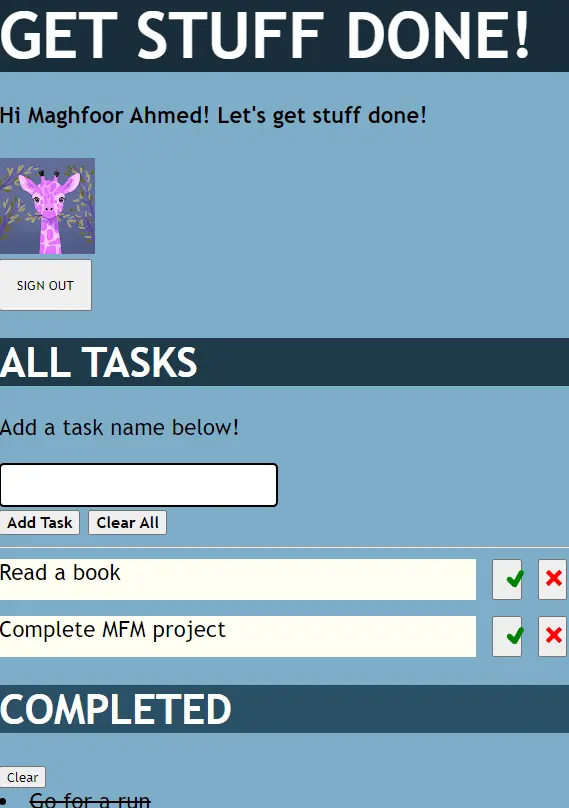 GET STUFF DONE!
Hi Maghfoor Ahmed! Let's get stuff done!
SIGN OUT
ALL TASKS
Add a task name below!
Add Task Clear All
Read a book
Complete MFM project
COMPLETED
Clear
Go for a run